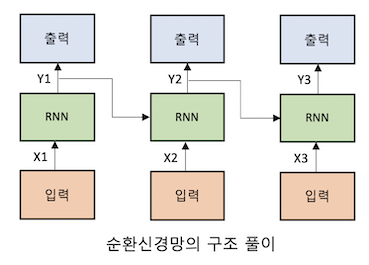 출력 출력 출력
Y1 Y2 Y3
RNN RNN RNN
X1 X2 X3
입력 입력 입력
순환신경망의 구조 풀이